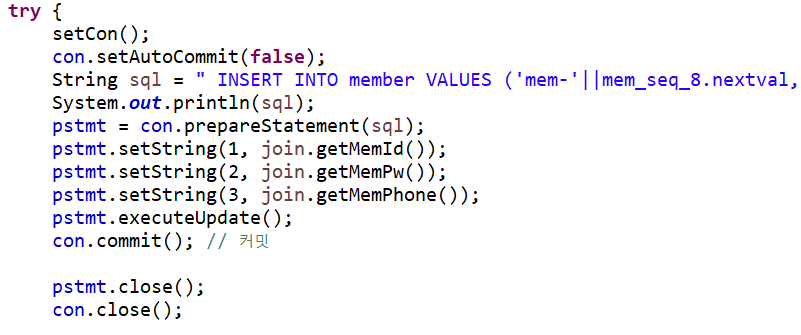 try {
setCon();
con.setAutoCommit(false);
String sql = " INSERT INTO member VALUES ('mem-'||mem_seq_8.nextval,
System.out.println(sql);
pstmt = con.prepareStatement(sql);
pstmt.setString(1, join.getMemId());
pstmt.setString(2, join.getMemPw());
pstmt.setString(3, join.getMemPhone());
pstmt.executeUpdate();
con.commit(); // 커밋
pstmt.close();
con.close();